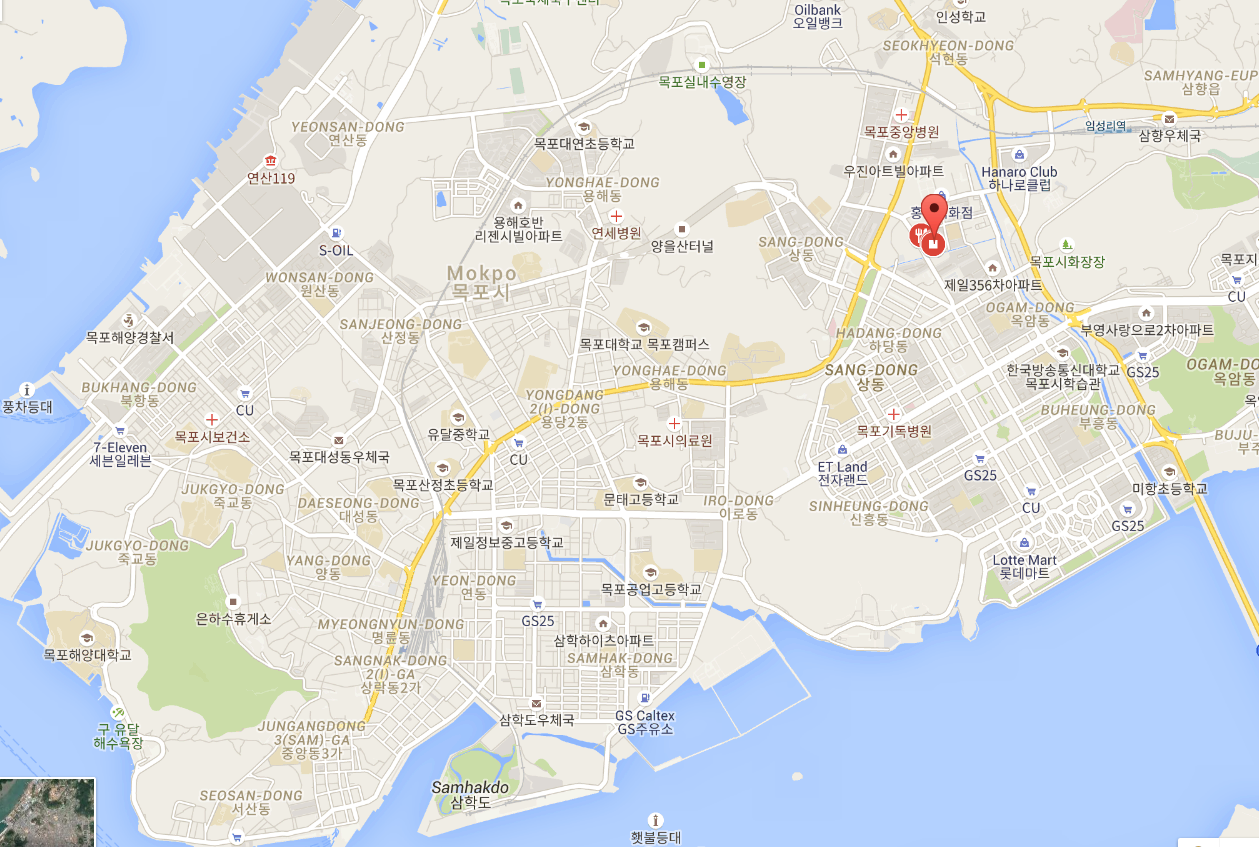 Oilbank
오일뱅크
인성학교
SEOKHYEON-DONG
석현동
목포실내수영장
SAMHYANG-EUP
삼향읍
YEONSAN-DONG
연산동
목포대연초등학교
목포중앙병원
임성리역
삼향우체국
연산119
우진아트빌아파트
Hanaro Club
하나로클럽
YONGHAE-DONG
용해동
용해호반
리젠시빌아파트
연세병원
양을산터널
S-OIL
SANG-DONG
상동
목포시화장장
WONSAN-DONG
원산동
Mokpo
목포시
제일356차아파트
CU
목포해양경찰서
SANJEONG-DONG
산정동
목포대학교 목포캠퍼스
HADANG-DONG
하당동
OGAM-DONG
옥암동
부영사랑으로2차아파트
BUKHANG-DONG
북항동
YONGHAE-DONG
용해동
SANG-DONG
상동
한국방송통신대학교
목포시학습관
GS25
OGAM-DO
옥암동
풍차등대
CU
YONGDANG
2(I)-DONG
용당2동
BUHEUNG-DONG
부흥동
7-Eleven
세븐일레븐
목포시보건소
목포대성동우체국
유달중학교
CU
목포시의료원
목포기독병원
BUJU-
부주
ET Land
전자랜드
GS25
목포산정초등학교
미항초등학교
JUKGYO-DONG
죽교동
DAESEONG-DONG
대성동
문태고등학교
IRO-DONG
이로동
SINHEUNG-DONG
신흥동
CU
GS25
JUKGYO-DONG
죽교동
제일정보중고등학교
YANG-DONG
양동
Lotte Mart
롯데마트
YEON-DONG
연동
목포공업고등학교
은하수휴게소
GS25
MYEONGNYUN-DONG
명륜동
삼학하이츠아파트
목포해양대학교
SANGNAK-DONG
2(I)-GA
상락동2가
SAMHAK-DONG
삼학동
구 유달
해수욕장
JUNGANGDONG
3(SAM)-GA
중앙동3가
삼학도우체국
GS Caltex
GS주유소
Samhakdo
삼학도
SEOSAN-DONG
서산동
횃불등대